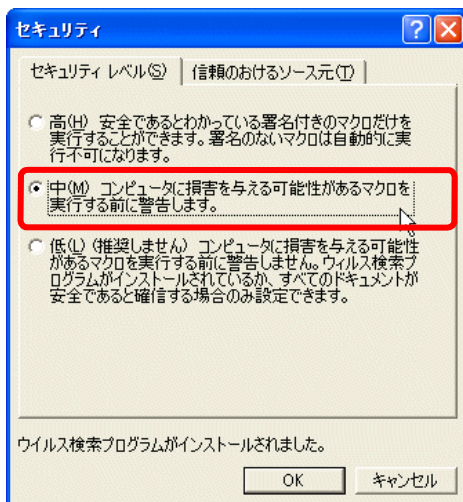 セキュリティ
セキュリティ レベル(S) 信頼のおけるソース元(T)
高(H) 安全であるとわかっている署名付きのマクロだけを
実行することができます。署名のないマクロは自動的に実
行不可になります。
中(M) コンピュータに損害を与える可能性があるマクロを
実行する前に警告します。
低(L) (推奨しません) コンピュータに損害を与える可能性
があるマクロを実行する前に警告しません。ウィルス検索プ
ログラムがインストールされているか、すべてのドキュメントが
安全であると確信する場合のみ設定できます。
ウイルス検索プログラムがインストールされました。
OK キャンセル